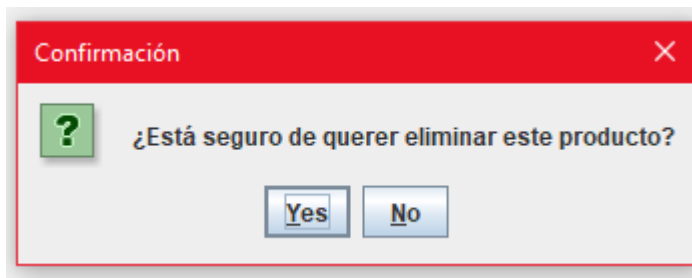 Confirmación
¿Está seguro de querer eliminar este producto?
Yes No